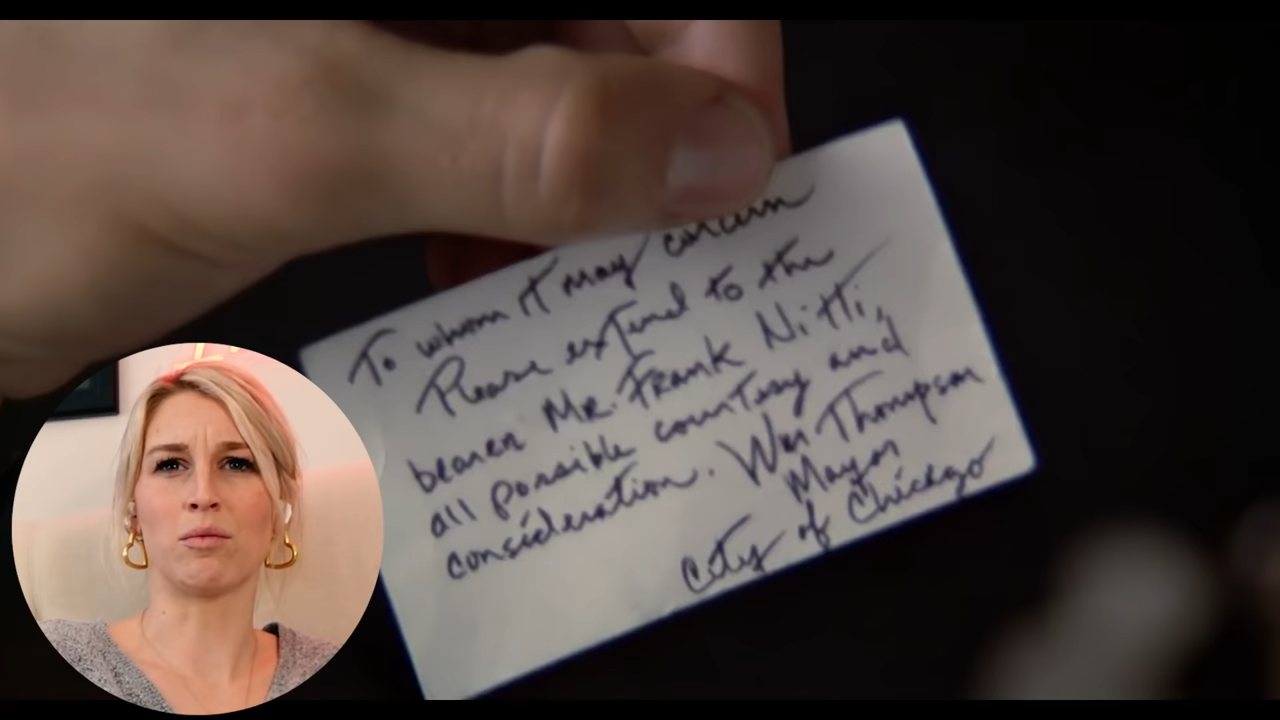 To whom it may concern
Please extend to the
bearer Mr. Frank Nitti,
all possible courtesy and
consideration. Wm Thompson
Mayor
City of Chicago